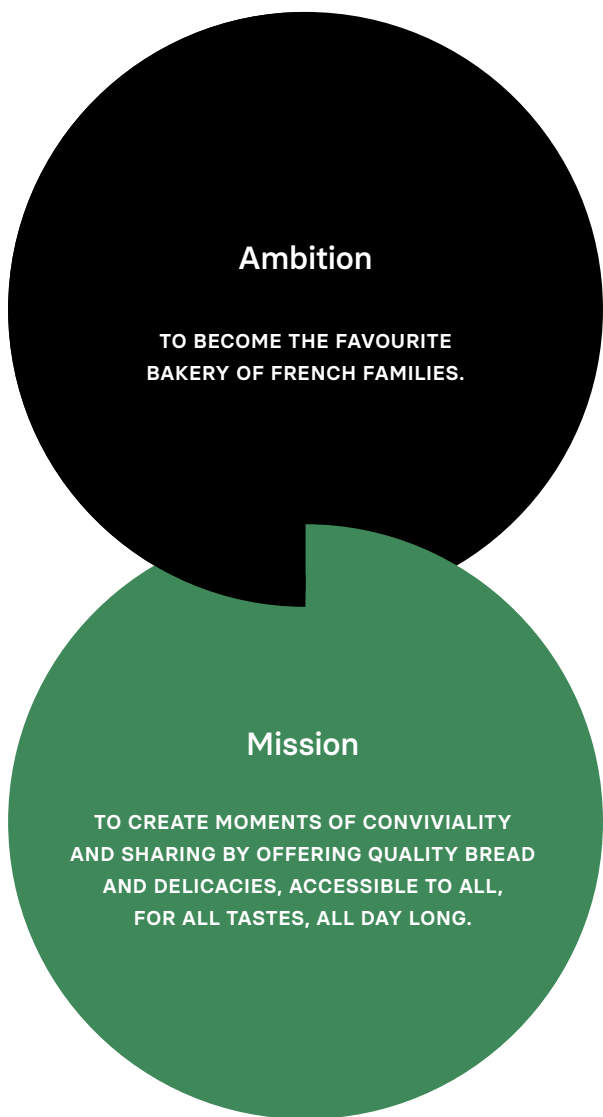 Ambition
TO BECOME THE FAVOURITE
BAKERY OF FRENCH FAMILIES.
Mission
TO CREATE MOMENTS OF CONVIVIALITY
AND SHARING BY OFFERING QUALITY BREAD
AND DELICACIES, ACCESSIBLE TO ALL,
FOR ALL TASTES, ALL DAY LONG.